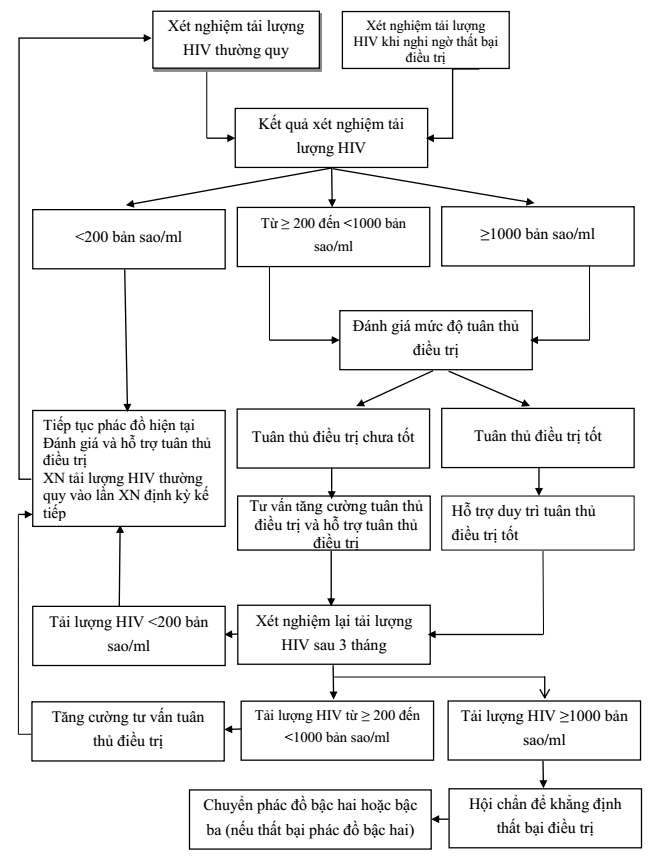 Xét nghiệm tải lượng
HIV thường quy
Xét nghiệm tải lượng
HIV khi nghi ngờ thất bại
điều trị
Kết quả xét nghiệm tải
lượng HIV
<200 bản sao/ml
Từ ≥ 200 đến <1000 bản
sao/ml
≥1000 bản sao/ml
Đánh giá mức độ tuân thủ
điều trị
Tiếp tục phác đồ hiện tại
Đánh giá và hỗ trợ tuân thủ
điều trị
XN tải lượng HIV thường
quy vào lần XN định kỳ kế
tiếp
Tuân thủ điều trị chưa tốt
Tuân thủ điều trị tốt
Tư vấn tăng cường tuân thủ
điều trị và hỗ trợ tuân thủ
điều trị
Hỗ trợ duy trì tuân thủ
điều trị tốt
Tải lượng HIV <200 bản
sao/ml
Xét nghiệm lại tải lượng
HIV sau 3 tháng
Tăng cường tư vấn tuân
thủ điều trị
Tải lượng HIV từ ≥ 200 đến
<1000 bản sao/ml
Tải lượng HIV ≥1000 bản
sao/ml
Chuyển phác đồ bậc hai hoặc bậc
ba (nếu thất bại phác đồ bậc hai)
Hội chẩn để khẳng định
thất bại điều trị